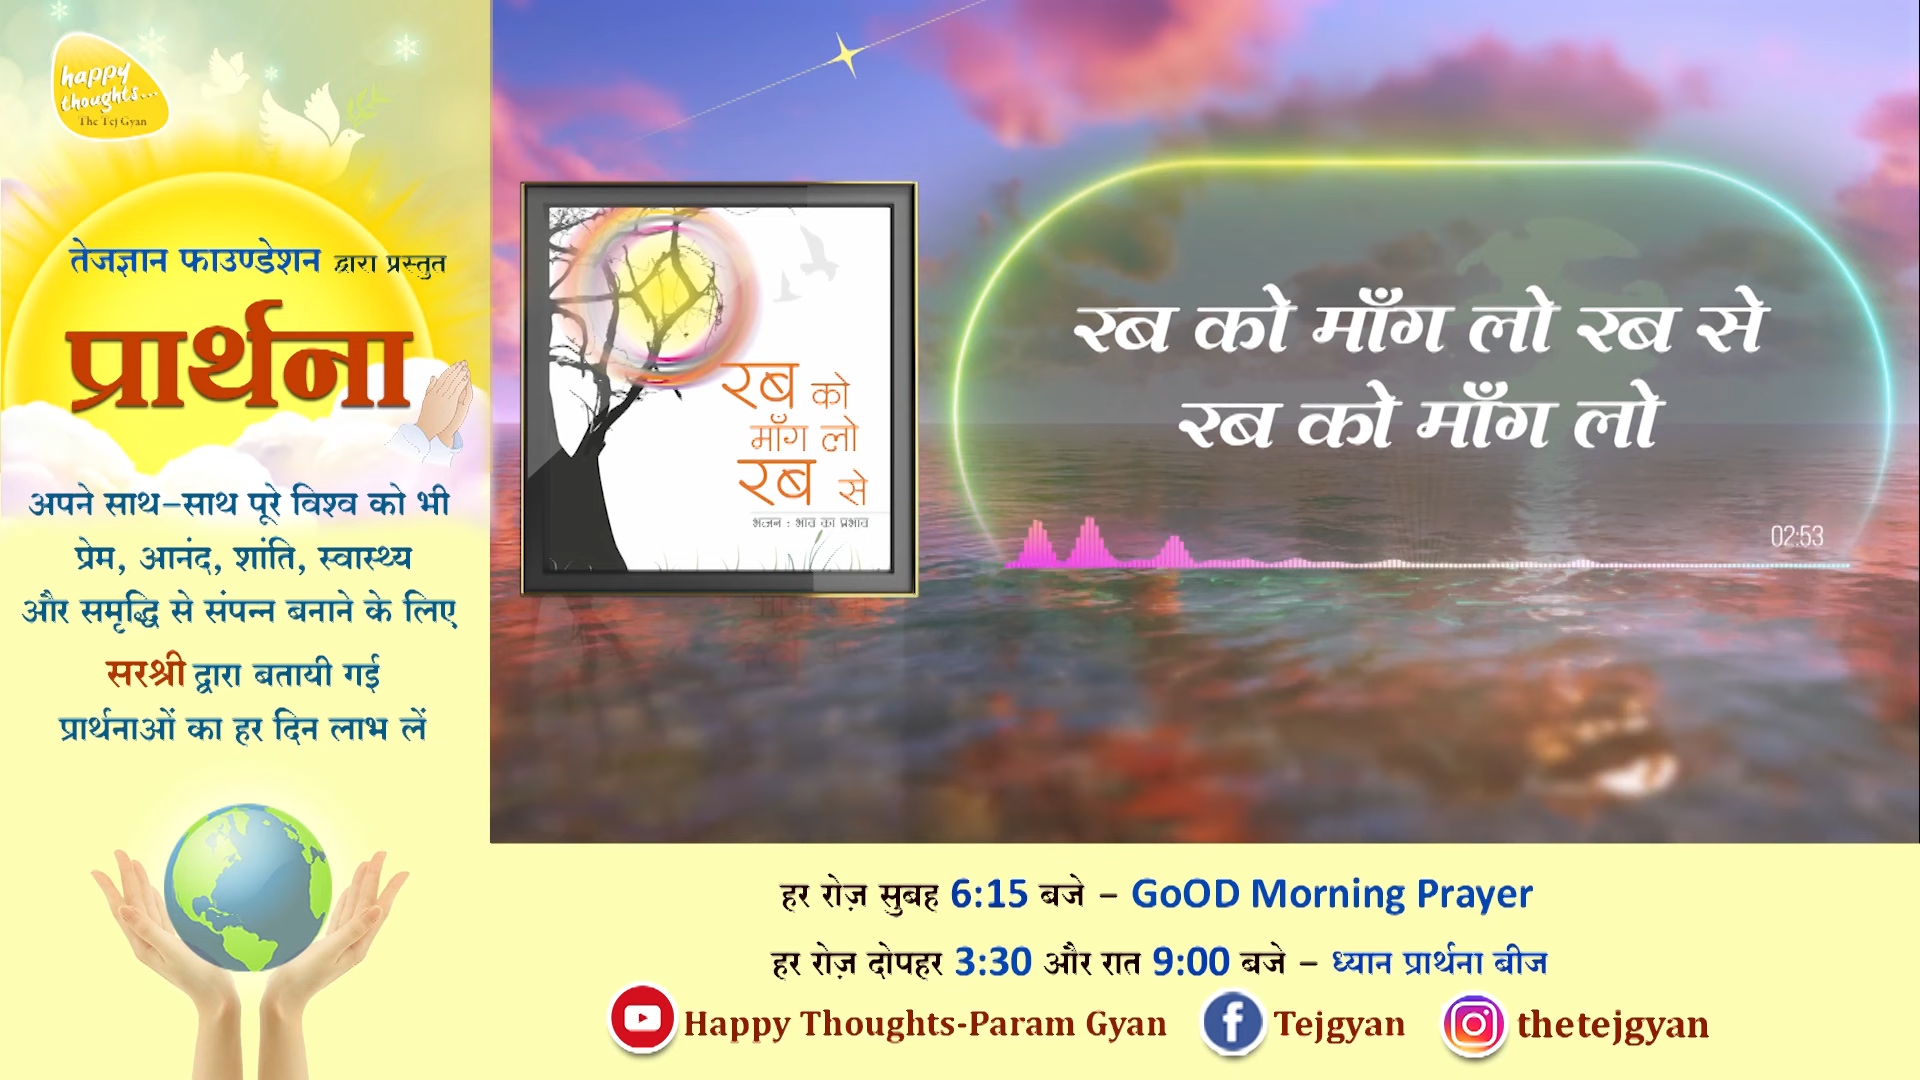 happy
thoughts...
The Tej Gyan
तेजज्ञान फाउण्डेशन द्वारा प्रस्तुत
प्रार्थना
अपने साथ-साथ पूरे विश्व को भी
प्रेम, आनंद, शांति, स्वास्थ्य
और समृद्धि से संपन्न बनाने के लिए
सरश्री द्वारा बतायी गई
प्रार्थनाओं का हर दिन लाभ लें
रब को
माँग लो
रब से
भजन : भाव का प्रभाव
रब को माँग लो रब से
रब को माँग लो
02:53
हर रोज़ सुबह 6:15 बजे – GoOD Morning Prayer
हर रोज़ दोपहर 3:30 और रात 9:00 बजे – ध्यान प्रार्थना बीज
Happy Thoughts-Param Gyan Tejgyan thetejgyan